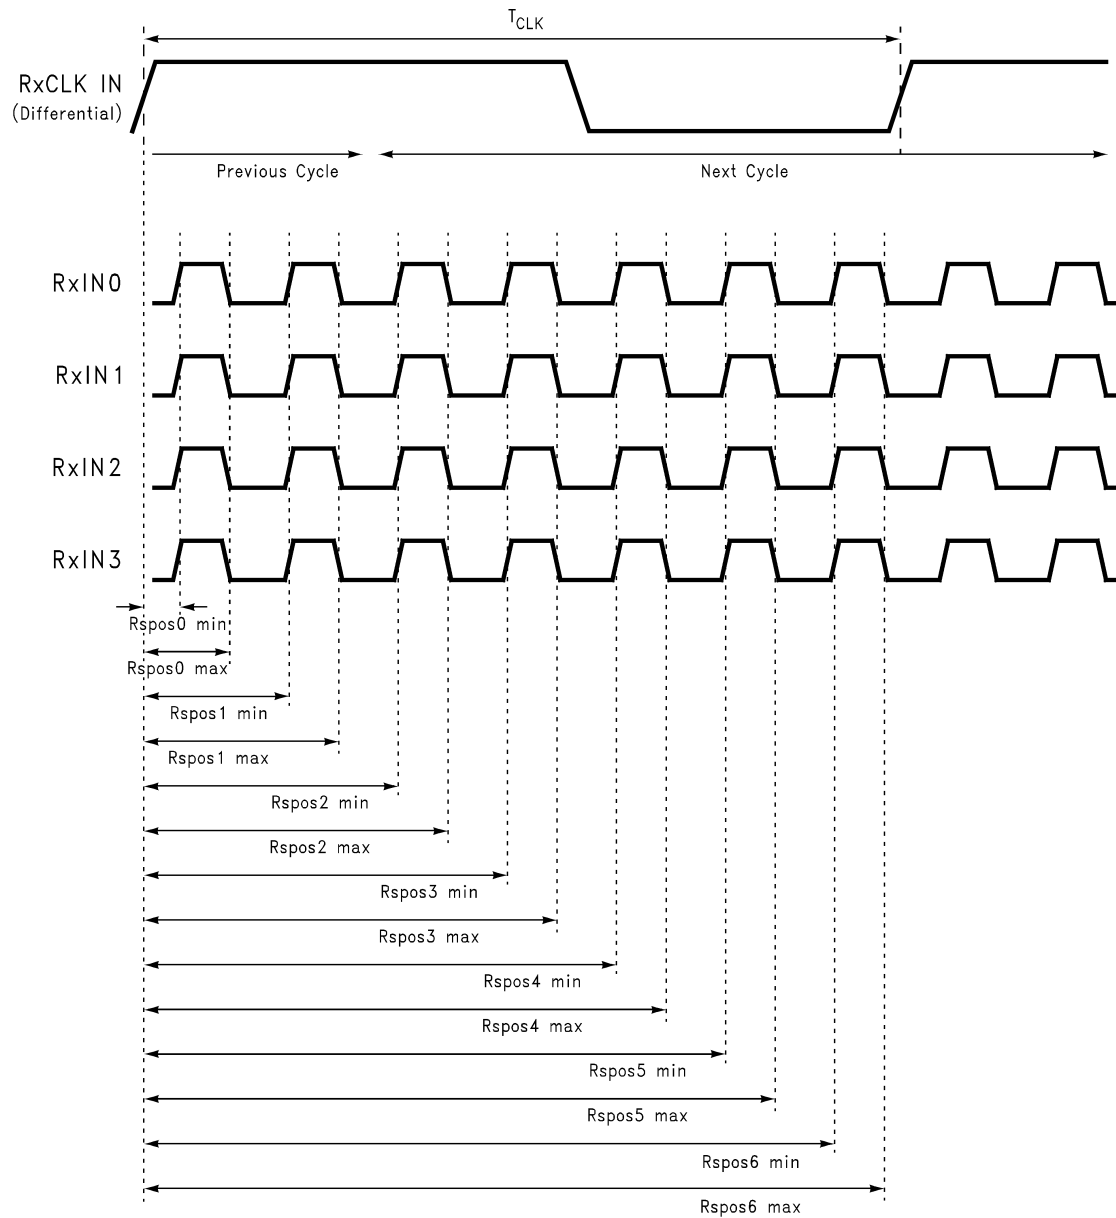 TCLK
RxCLK IN
(Differential)
Previous Cycle
Next Cycle
RxIN0
RxIN1
RxIN2
RxIN3
Rspos0 min
Rspos0 max
Rspos1 min
Rspos1 max
Rspos2 min
Rspos2 max
Rspos3 min
Rspos3 max
Rspos4 min
Rspos4 max
Rspos5 min
Rspos5 max
Rspos6 min
Rspos6 max